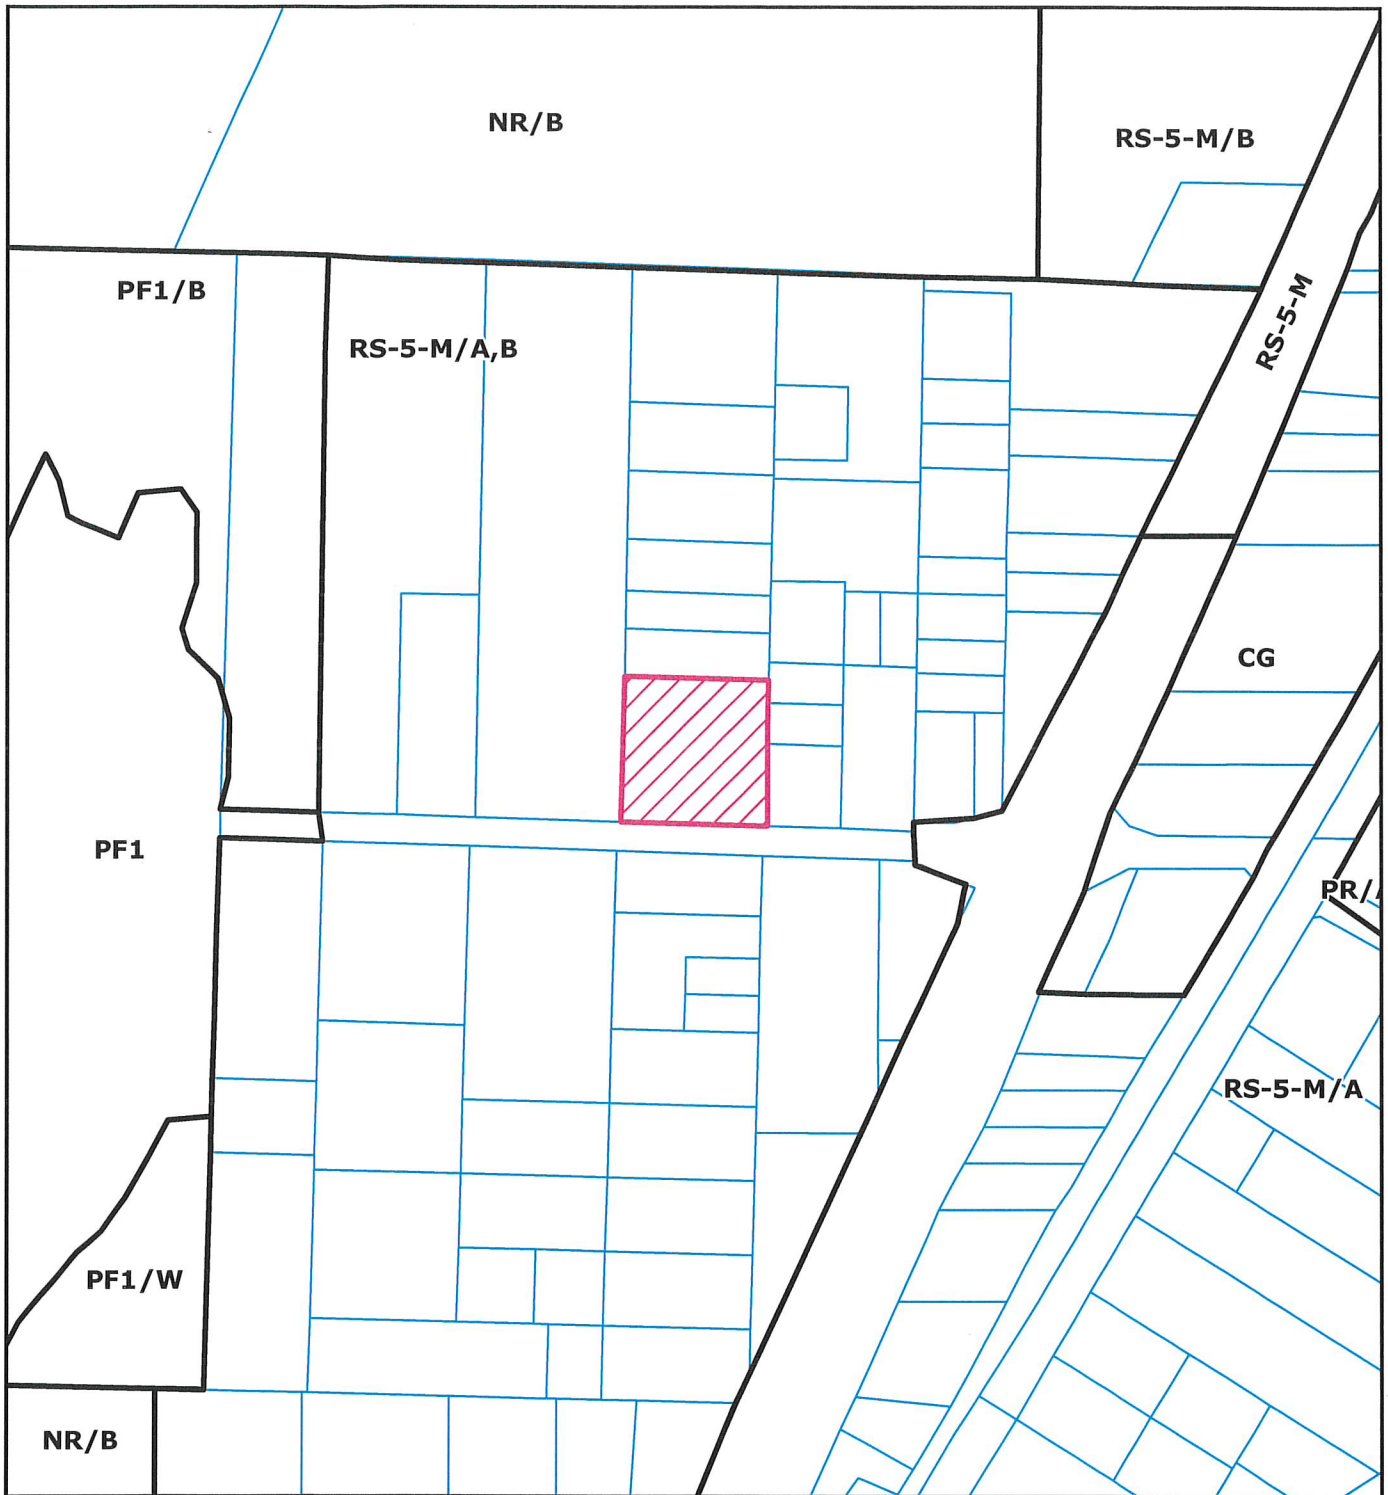 NR/B
RS-5-M/B
PF1/B
RS-5-M
RS-5-M/A,B
CG
PF1
PR/
RS-5-M/A
PF1/W
NR/B